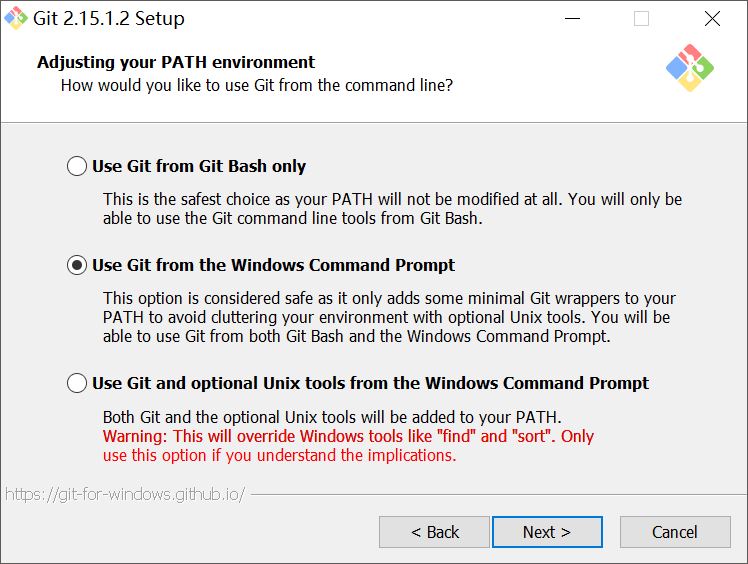 Git 2.15.1.2 Setup
Adjusting your PATH environment
How would you like to use Git from the command line?
Use Git from Git Bash only
This is the safest choice as your PATH will not be modified at all. You will only be
able to use the Git command line tools from Git Bash.
Use Git from the Windows Command Prompt
This option is considered safe as it only adds some minimal Git wrappers to your
PATH to avoid cluttering your environment with optional Unix tools. You will be
able to use Git from both Git Bash and the Windows Command Prompt.
Use Git and optional Unix tools from the Windows Command Prompt
Both Git and the optional Unix tools will be added to your PATH.
Warning: This will override Windows tools like "find" and "sort". Only
use this option if you understand the implications.
https://git-for-windows.github.io/
< Back Next > Cancel